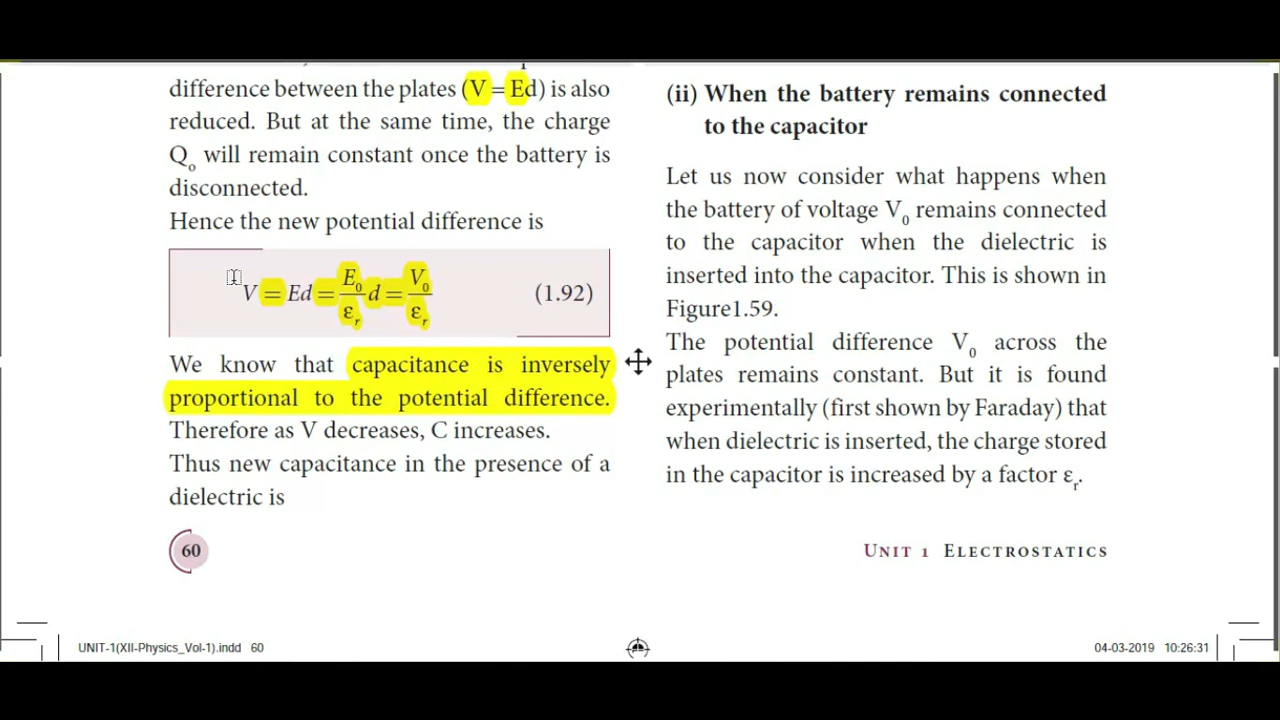 difference between the plates (V = Ed) is also
reduced. But at the same time, the charge
Qo will remain constant once the battery is
disconnected.
Hence the new potential difference is
V = Ed = E0/εr d = V0/εr (1.92)
We know that capacitance is inversely
proportional to the potential difference.
Therefore as V decreases, C increases.
Thus new capacitance in the presence of a
dielectric is
60
(ii) When the battery remains connected
to the capacitor
Let us now consider what happens when
the battery of voltage V0 remains connected
to the capacitor when the dielectric is
inserted into the capacitor. This is shown in
Figure1.59.
The potential difference V0 across the
plates remains constant. But it is found
experimentally (first shown by Faraday) that
when dielectric is inserted, the charge stored
in the capacitor is increased by a factor εr.
UNIT 1 ELECTROSTATICS
UNIT-1(XII-Physics_Vol-1).indd 60
04-03-2019 10:26:31